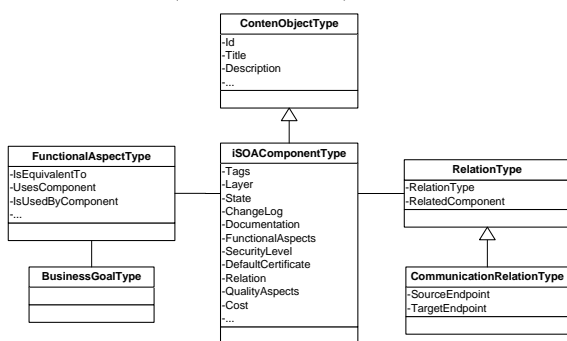 ContenObjectType
-Id
-Title
-Description
-...
FunctionalAspectType
-IsEquivalentTo
-UsesComponent
-IsUsedByComponent
-...
iSOAComponentType
-Tags
-Layer
-State
-ChangeLog
-Documentation
-FunctionalAspects
-SecurityLevel
-DefaultCertificate
-Relation
-QualityAspects
-Cost
-...
RelationType
-RelationType
-RelatedComponent
BusinessGoalType
CommunicationRelationType
-SourceEndpoint
-TargetEndpoint